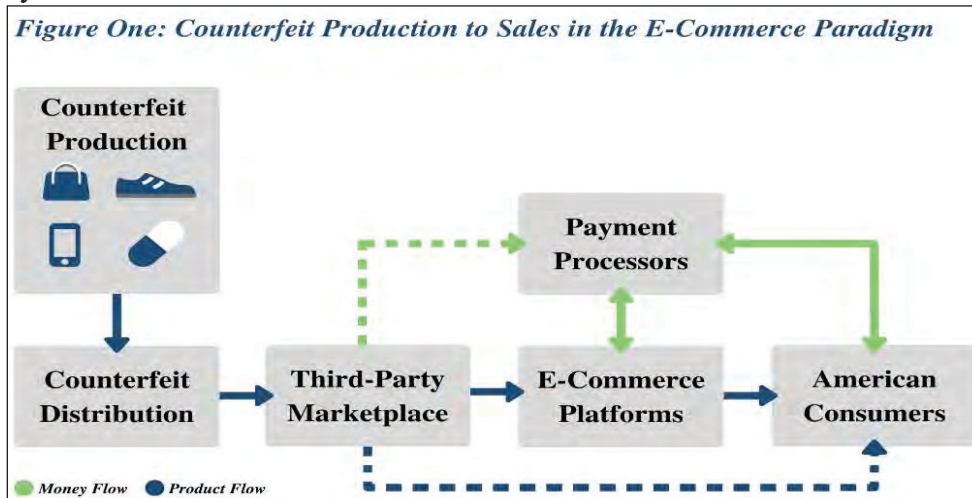 Figure One: Counterfeit Production to Sales in the E-Commerce Paradigm
Counterfeit
Production
Payment
Processors
Counterfeit
Distribution
Third-Party
Marketplace
E-Commerce
Platforms
American
Consumers
Money Flow
Product Flow